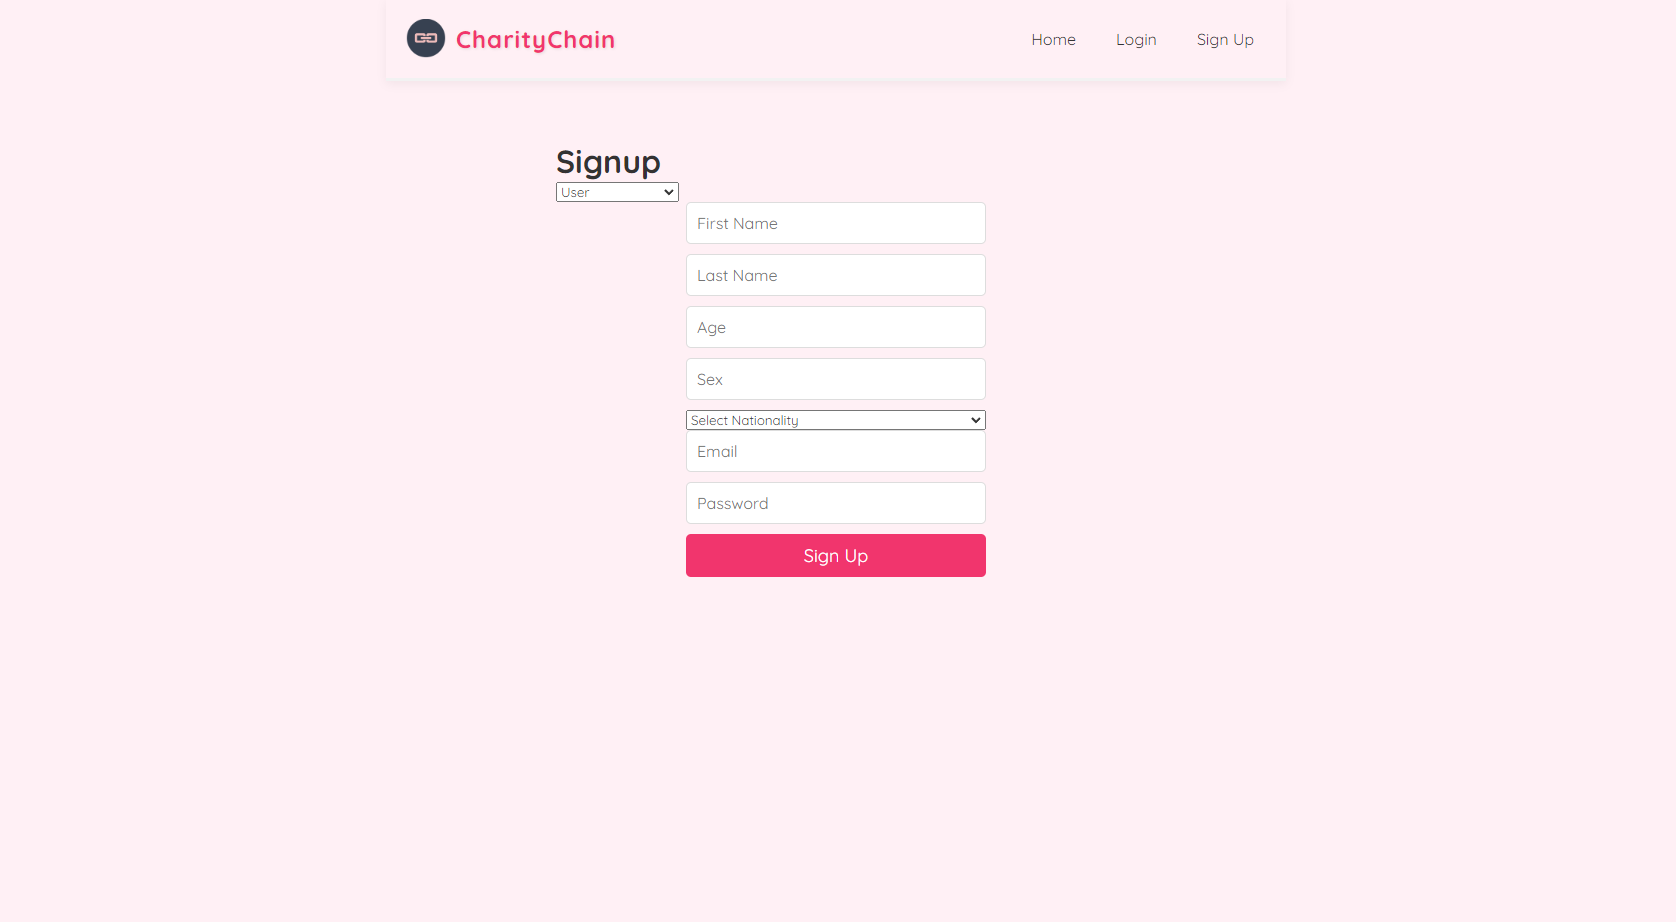 CharityChain
Home Login Sign Up
Signup
User
First Name
Last Name
Age
Sex
Select Nationality
Email
Password
Sign Up